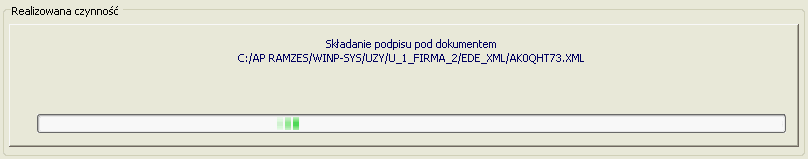 Realizowana czynność
Składanie podpisu pod dokumentem
C:/AP RAMZES/WINP-SYS/UZY/U_1_FIRMA_2/EDE_XML/AK0QHT73.XML